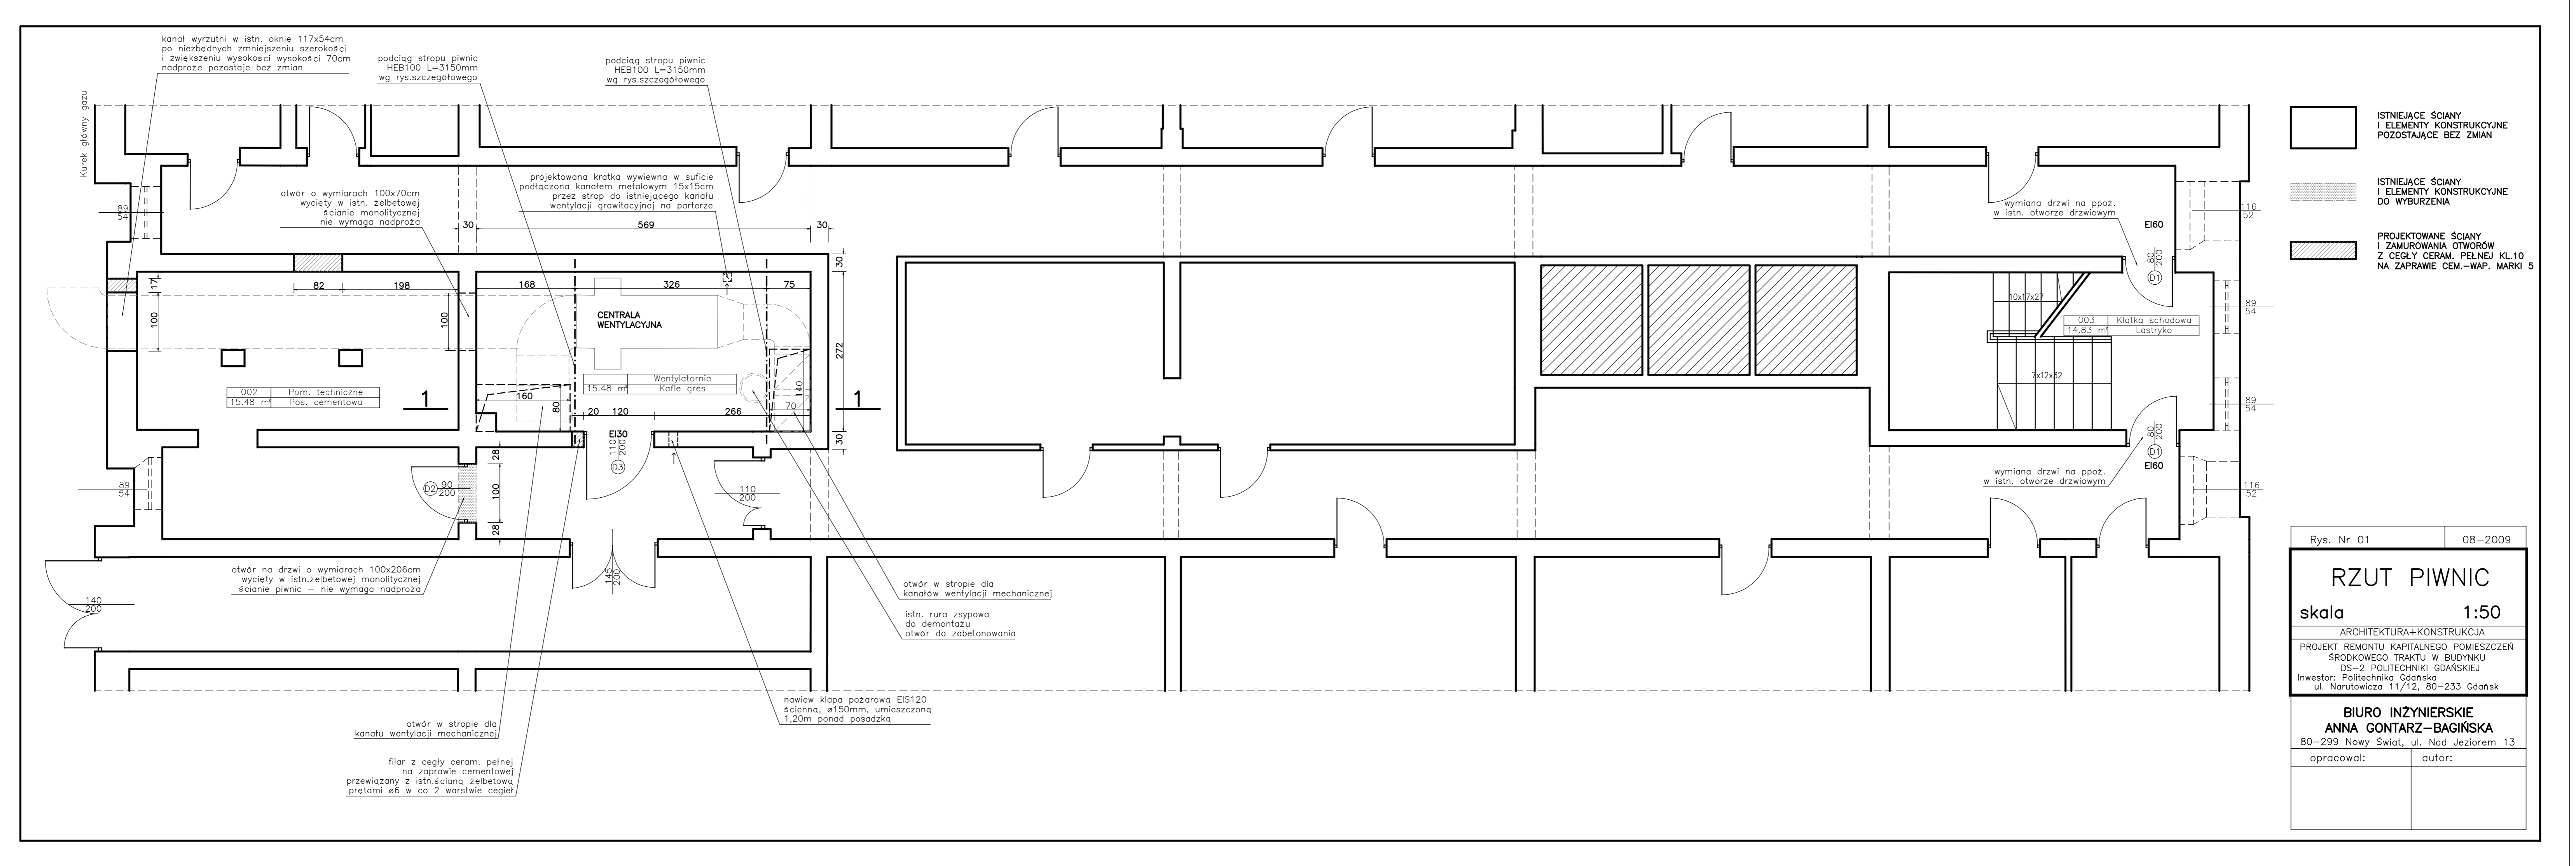 kanał wyrzutni w istn. oknie 117x54cm
po niezbędnych zmniejszeniu szerokości
i zwiększeniu wysokości wysokości 70cm
nadproże pozostaje bez zmian
podciąg stropu piwnic
HEB100 L=3150mm
wg rys.szczegółowego
podciąg stropu piwnic
HEB100 L=3150mm
wg rys.szczegółowego
Kurek główny gazu
otwór o wymiarach 100x70cm
wycięty w istn. żelbetowej
ścianie monolitycznej
nie wymaga nadproża
projektowana kratka wywiewna w suficie
podłączona kanałem metalowym 15x15cm
przez strop do istniejącego kanału
wentylacji grawitacyjnej na parterze
89
54
30
569
30
30
17
82
198
168
326
75
100
100
CENTRALA
WENTYLACYJNA
272
002 Pom. techniczne
15.48 m² Pos. cementowa
Wentylatornia
15.48 m² Kafle gres
1
1
160
80
140
70
20
120
266
30
EI30
110
200
D3
28
100
28
D2
90
200
89
54
110
200
145
200
140
200
otwór na drzwi o wymiarach 100x206cm
wycięty w istn.żelbetowej monolitycznej
ścianie piwnic – nie wymaga nadproża
otwór w stropie dla
kanałów wentylacji mechanicznej
istn. rura zsypowa
do demontażu
otwór do zabetonowania
nawiew klapą pożarową EIS120
ścienną, ø150mm, umieszczoną
1,20m ponad posadzką
otwór w stropie dla
kanału wentylacji mechanicznej
filar z cegły ceram. pełnej
na zaprawie cementowej
przewiązany z istn.ścianą żelbetową
prętami ø6 w co 2 warstwie cegieł
wymiana drzwi na ppoż.
w istn. otworze drzwiowym
EI60
80
200
D1
116
52
10x17x27
003 Klatka schodowa
14.83 m² Lastryko
7x12x32
89
54
89
54
80
200
D1
EI60
wymiana drzwi na ppoż.
w istn. otworze drzwiowym
116
52
ISTNIEJĄCE ŚCIANY
I ELEMENTY KONSTRUKCYJNE
POZOSTAJĄCE BEZ ZMIAN
ISTNIEJĄCE ŚCIANY
I ELEMENTY KONSTRUKCYJNE
DO WYBURZENIA
PROJEKTOWANE ŚCIANY
I ZAMUROWANIA OTWORÓW
Z CEGŁY CERAM. PEŁNEJ KL.10
NA ZAPRAWIE CEM.–WAP. MARKI 5
Rys. Nr 01 08–2009
RZUT PIWNIC
skala 1:50
ARCHITEKTURA+KONSTRUKCJA
PROJEKT REMONTU KAPITALNEGO POMIESZCZEŃ
ŚRODKOWEGO TRAKTU W BUDYNKU
DS–2 POLITECHNIKI GDAŃSKIEJ
Inwestor: Politechnika Gdańska
ul. Narutowicza 11/12, 80–233 Gdańsk
BIURO INŻYNIERSKIE
ANNA GONTARZ–BAGIŃSKA
80–299 Nowy Świat, ul. Nad Jeziorem 13
opracował: autor: